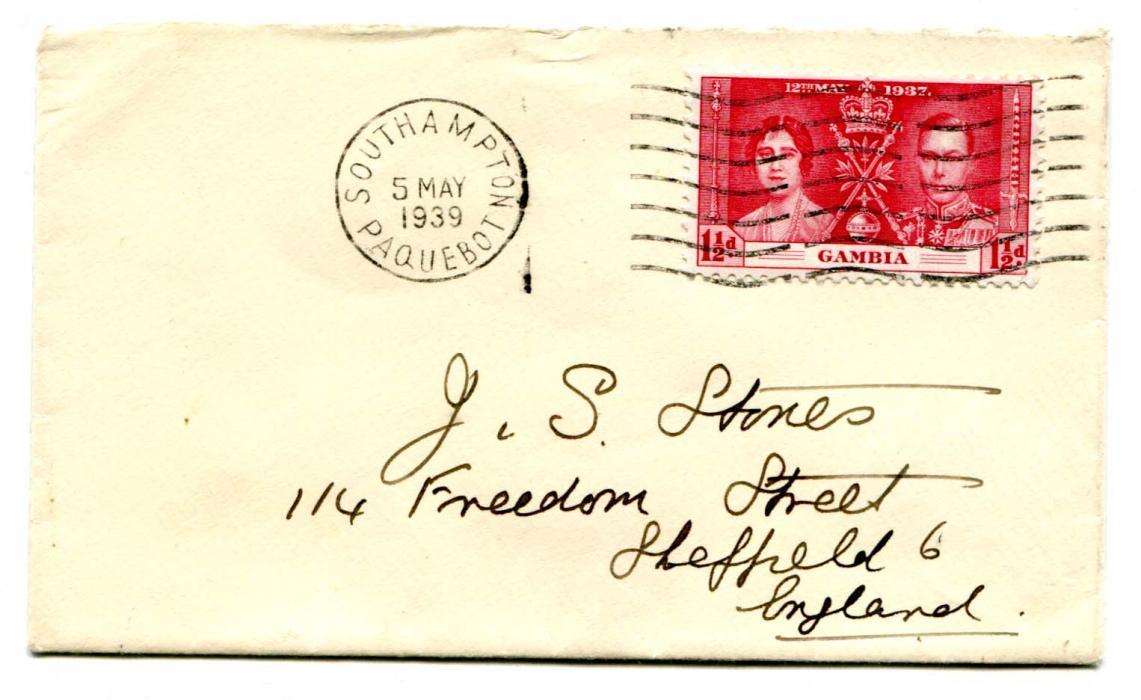 SOUTHAMPTON
5 MAY
1939
PAQUEBOT
12TH MAY 1937.
1½d GAMBIA 1½d.
J. S. Stones
114 Freedom Street
Sheffield 6
England.